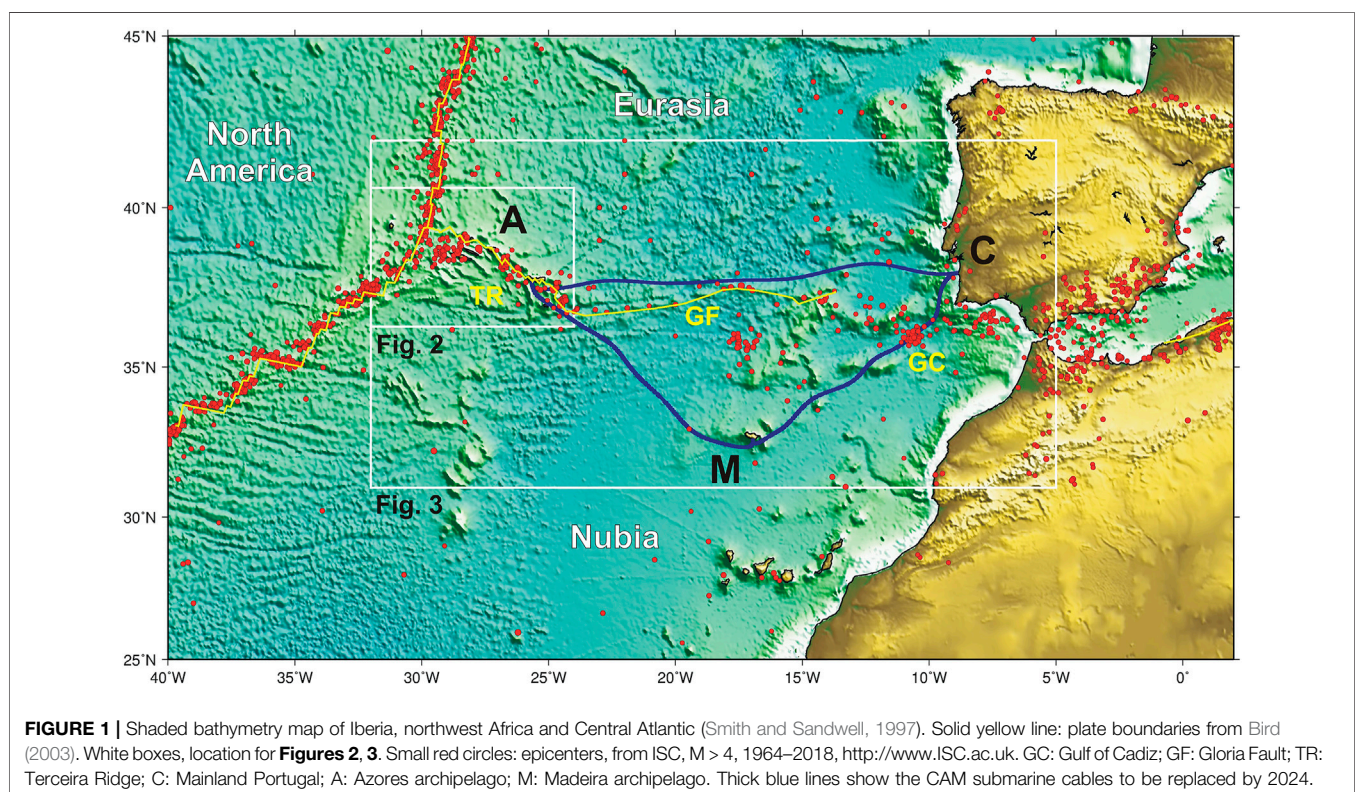 45°N
Eurasia
North
America
40°N
A
C
TR
GF
Fig. 2
35°N
GC
M
Fig. 3
30°N
Nubia
25°N
40°W 35°W 30°W 25°W 20°W 15°W 10°W 5°W 0°
FIGURE 1 | Shaded bathymetry map of Iberia, northwest Africa and Central Atlantic (Smith and Sandwell, 1997). Solid yellow line: plate boundaries from Bird
(2003). White boxes, location for Figures 2, 3. Small red circles: epicenters, from ISC, M > 4, 1964–2018, http://www.ISC.ac.uk. GC: Gulf of Cadiz; GF: Gloria Fault; TR:
Terceira Ridge; C: Mainland Portugal; A: Azores archipelago; M: Madeira archipelago. Thick blue lines show the CAM submarine cables to be replaced by 2024.